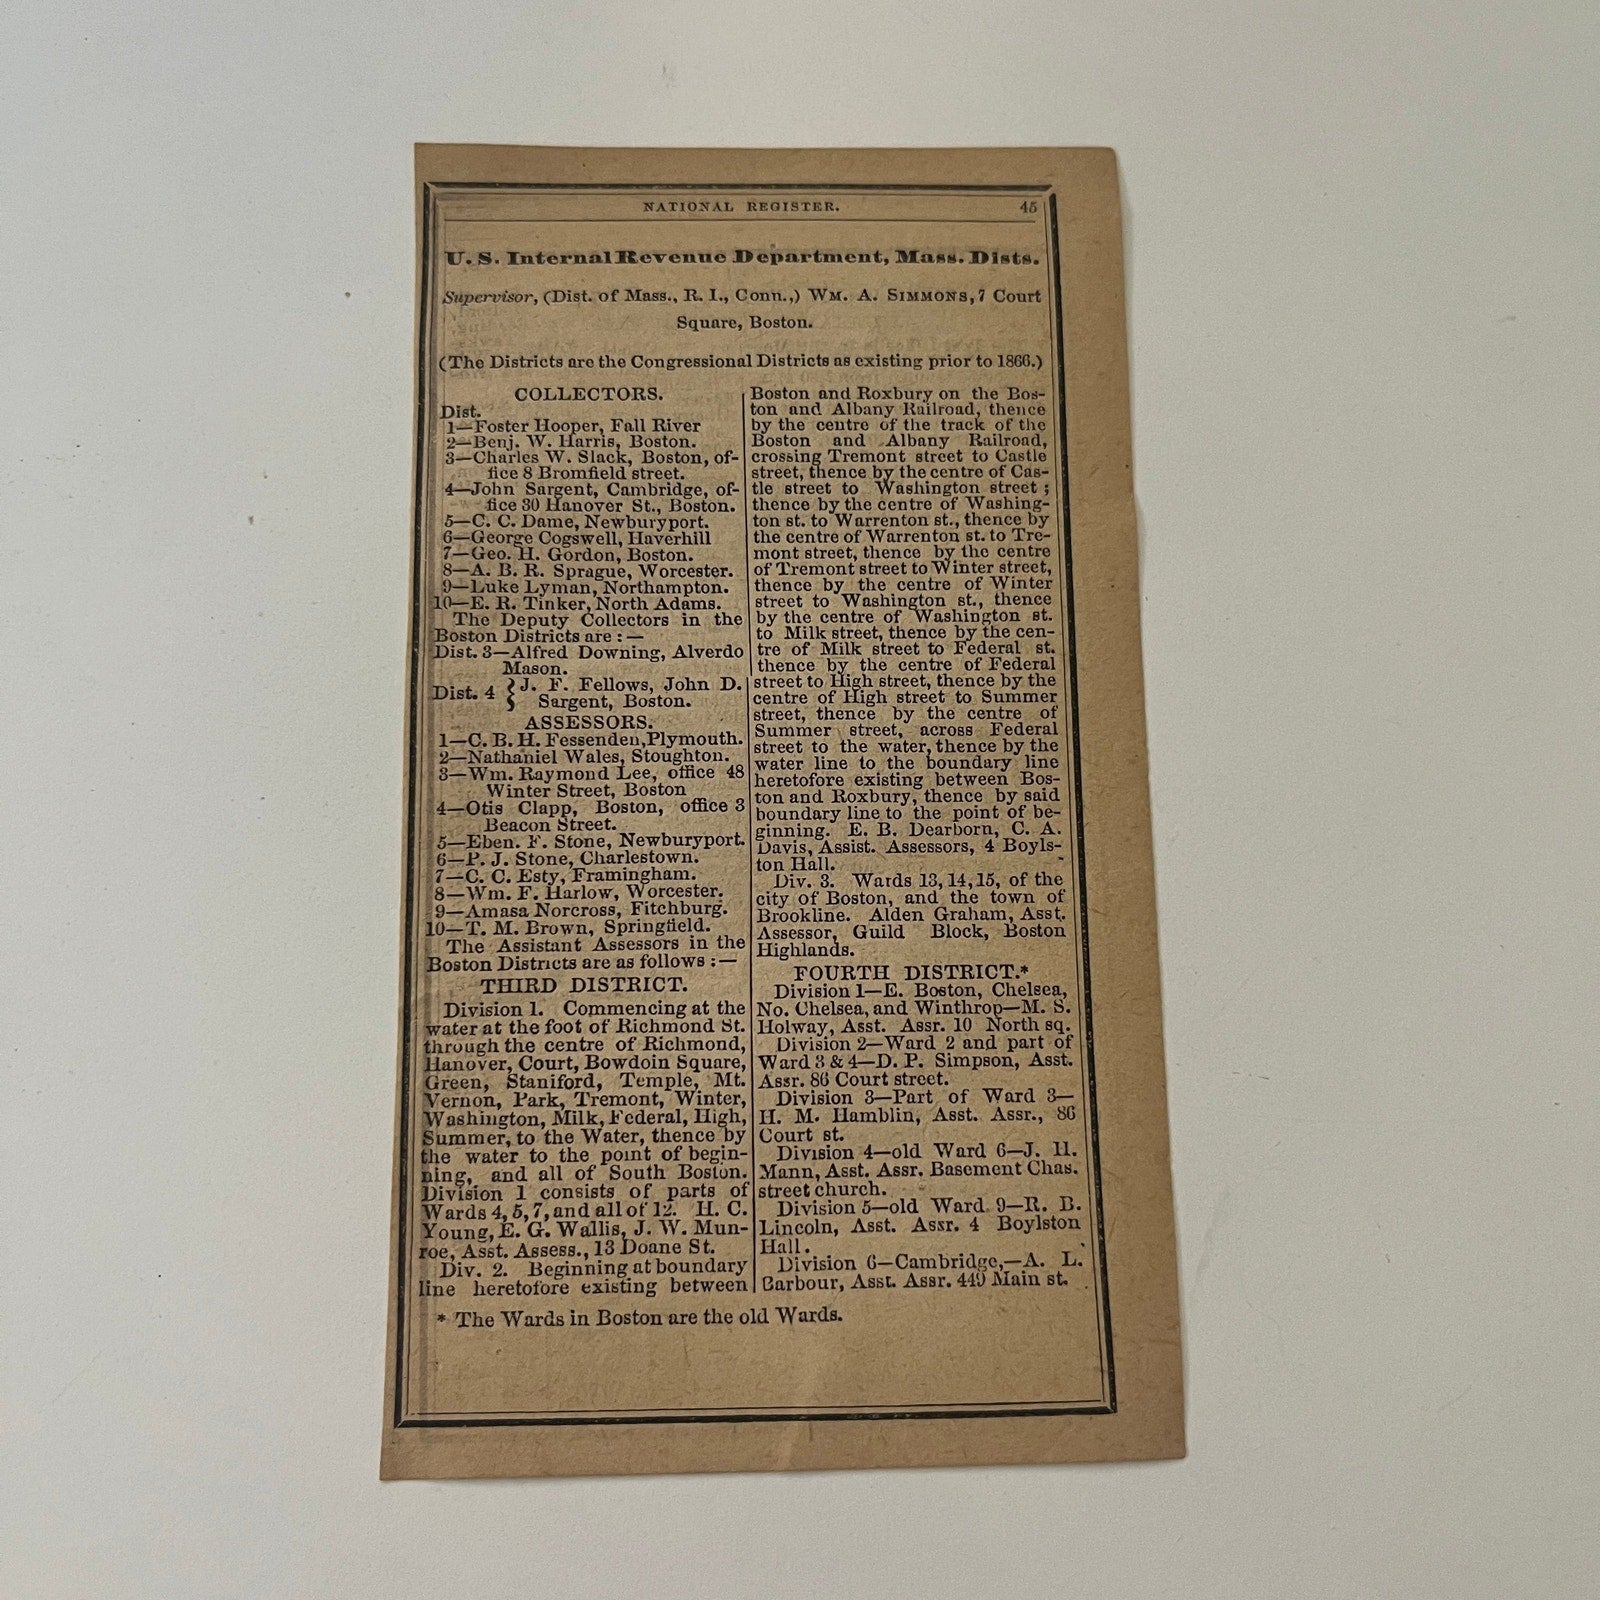 NATIONAL REGISTER. 45
U. S. Internal Revenue Department, Mass. Dists.
Supervisor, (Dist. of Mass., R. I., Conn.,) WM. A. SIMMONS, 7 Court
Square, Boston.
(The Districts are the Congressional Districts as existing prior to 1866.)
COLLECTORS.
Dist.
1—Foster Hooper, Fall River
2—Benj. W. Harris, Boston.
3—Charles W. Slack, Boston, of-
fice 8 Bromfield street.
4—John Sargent, Cambridge, of-
fice 30 Hanover St., Boston.
5—C. C. Dame, Newburyport.
6—George Cogswell, Haverhill
7—Geo. H. Gordon, Boston.
8—A. B. R. Sprague, Worcester.
9—Luke Lyman, Northampton.
10—E. R. Tinker, North Adams.
The Deputy Collectors in the
Boston Districts are :—
Dist. 3—Alfred Downing, Alverdo
Mason.
Dist. 4 { J. F. Fellows, John D.
Sargent, Boston.
ASSESSORS.
1—C. B. H. Fessenden, Plymouth.
2—Nathaniel Wales, Stoughton.
3—Wm. Raymond Lee, office 48
Winter Street, Boston
4—Otis Clapp, Boston, office 3
Beacon Street.
5—Eben. F. Stone, Newburyport.
6—P. J. Stone, Charlestown.
7—C. C. Esty, Framingham.
8—Wm. F. Harlow, Worcester.
9—Amasa Norcross, Fitchburg.
10—T. M. Brown, Springfield.
The Assistant Assessors in the
Boston Districts are as follows :—
THIRD DISTRICT.
Division 1. Commencing at the
water at the foot of Richmond St.
through the centre of Richmond,
Hanover, Court, Bowdoin Square,
Green, Staniford, Temple, Mt.
Vernon, Park, Tremont, Winter,
Washington, Milk, Federal, High,
Summer, to the Water, thence by
the water to the point of begin-
ning, and all of South Boston.
Division 1 consists of parts of
Wards 4, 5, 7, and all of 12. H. C.
Young, E. G. Wallis, J. W. Mun-
roe, Asst. Assess., 13 Doane St.
Div. 2. Beginning at boundary
line heretofore existing between
Boston and Roxbury on the Bos-
ton and Albany Railroad, thence
by the centre of the track of the
Boston and Albany Railroad,
crossing Tremont street to Castle
street, thence by the centre of Cas-
tle street to Washington street ;
thence by the centre of Washing-
ton st. to Warrenton st., thence by
the centre of Warrenton st. to Tre-
mont street, thence by the centre
of Tremont street to Winter street,
thence by the centre of Winter
street to Washington st., thence
by the centre of Washington st.
to Milk street, thence by the cen-
tre of Milk street to Federal st.
thence by the centre of Federal
street to High street, thence by the
centre of High street to Summer
street, thence by the centre of
Summer street, across Federal
street to the water, thence by the
water line to the boundary line
heretofore existing between Bos-
ton and Roxbury, thence by said
boundary line to the point of be-
ginning. E. B. Dearborn, C. A.
Davis, Assist. Assessors, 4 Boyls-
ton Hall.
Div. 3. Wards 13, 14, 15, of the
city of Boston, and the town of
Brookline. Alden Graham, Asst.
Assessor, Guild Block, Boston
Highlands.
FOURTH DISTRICT.*
Division 1—E. Boston, Chelsea,
No. Chelsea, and Winthrop—M. S.
Holway, Asst. Assr. 10 North sq.
Division 2—Ward 2 and part of
Ward 3 & 4—D. P. Simpson, Asst.
Assr. 86 Court street.
Division 3—Part of Ward 3—
H. M. Hamblin, Asst. Assr., 86
Court st.
Division 4—old Ward 6—J. H.
Mann, Asst. Assr. Basement Chas.
street church.
Division 5—old Ward 9—R. B.
Lincoln, Asst. Assr. 4 Boylston
Hall.
Division 6—Cambridge,—A. L.
Barbour, Asst. Assr. 449 Main st.
* The Wards in Boston are the old Wards.